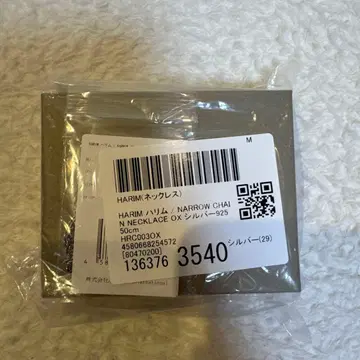 M
HARIM(ネックレス)
HARIM ハリム / NARROW CHAI
N NECKLACE OX シルバー925
50cm
HRC003OX
4580668254572
[80470200]
シルバー(29)
136376 3540